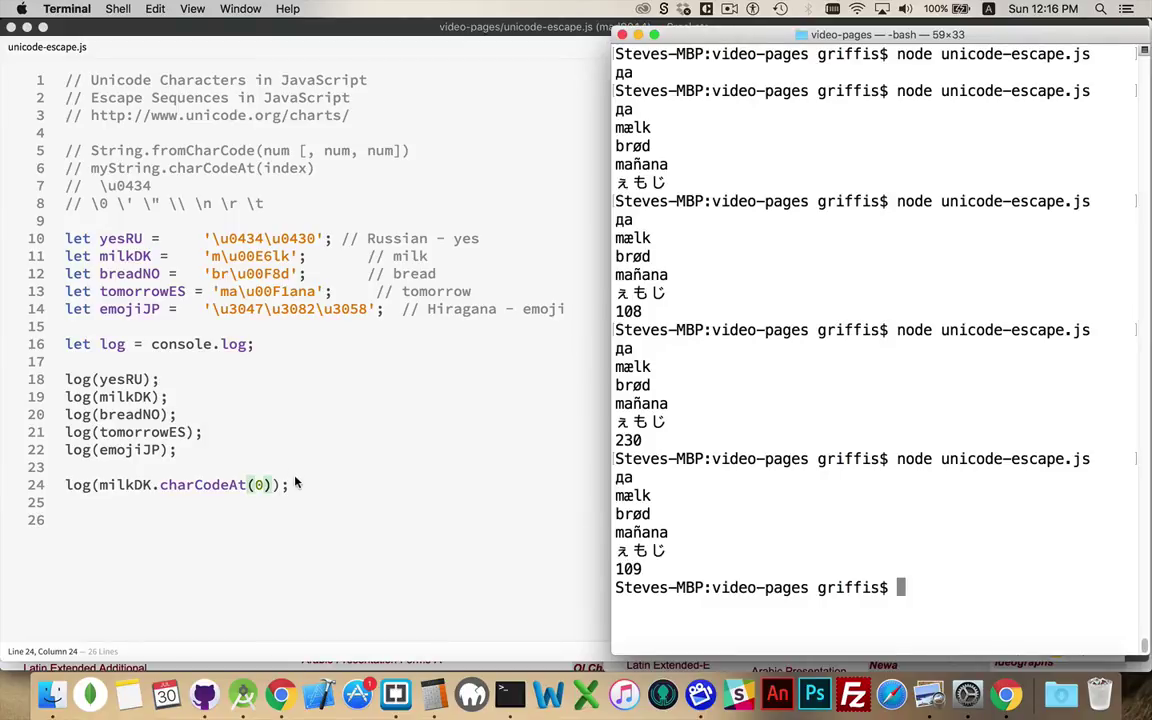 Terminal Shell Edit View Window Help
100% Sun 12:16 PM
video-pages/unicode-escape.js
video-pages — -bash — 59×33
unicode-escape.js
1 // Unicode Characters in JavaScript
2 // Escape Sequences in JavaScript
3 // http://www.unicode.org/charts/
4
5 // String.fromCharCode(num [, num, num])
6 // myString.charCodeAt(index)
7 // \u0434
8 // \0 \' \" \\ \n \r \t
9
10 let yesRU = '\u0434\u0430'; // Russian - yes
11 let milkDK = 'm\u00E6lk'; // milk
12 let breadNO = 'br\u00F8d'; // bread
13 let tomorrowES = 'ma\u00F1ana'; // tomorrow
14 let emojiJP = '\u3047\u3082\u3058'; // Hiragana - emoji
15
16 let log = console.log;
17
18 log(yesRU);
19 log(milkDK);
20 log(breadNO);
21 log(tomorrowES);
22 log(emojiJP);
23
24 log(milkDK.charCodeAt(0));
25
26
Line 24, Column 24 — 26 Lines
Steves-MBP:video-pages griffis$ node unicode-escape.js
да
Steves-MBP:video-pages griffis$ node unicode-escape.js
да
mælk
brød
mañana
ぇもじ
Steves-MBP:video-pages griffis$ node unicode-escape.js
да
mælk
brød
mañana
ぇもじ
108
Steves-MBP:video-pages griffis$ node unicode-escape.js
да
mælk
brød
mañana
ぇもじ
230
Steves-MBP:video-pages griffis$ node unicode-escape.js
да
mælk
brød
mañana
ぇもじ
109
Steves-MBP:video-pages griffis$
Latin Extended Additional
Latin Extended-E
Newa
30
1
An
Ps
Fz